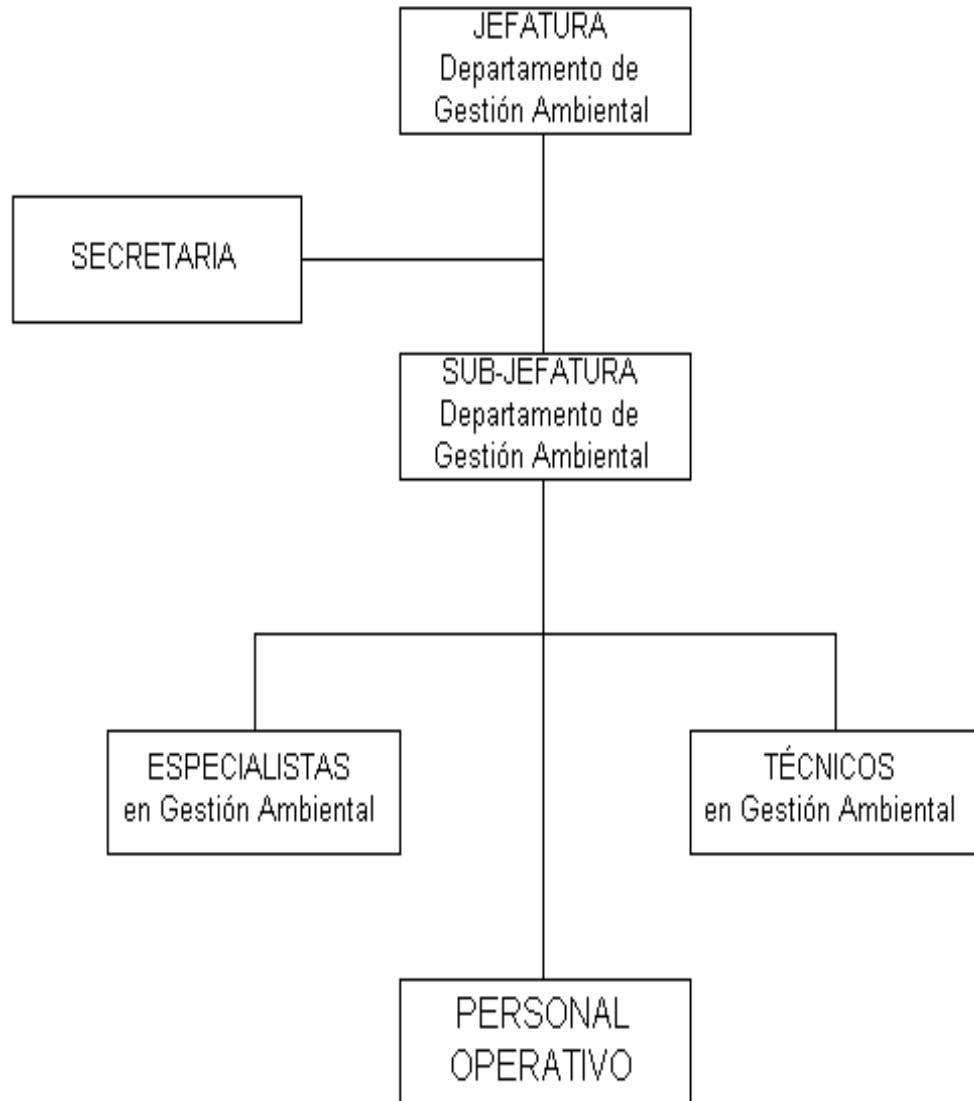 JEFATURA
Departamento de
Gestión Ambiental
SECRETARIA
SUB-JEFATURA
Departamento de
Gestión Ambiental
ESPECIALISTAS
en Gestión Ambiental
TÉCNICOS
en Gestión Ambiental
PERSONAL
OPERATIVO